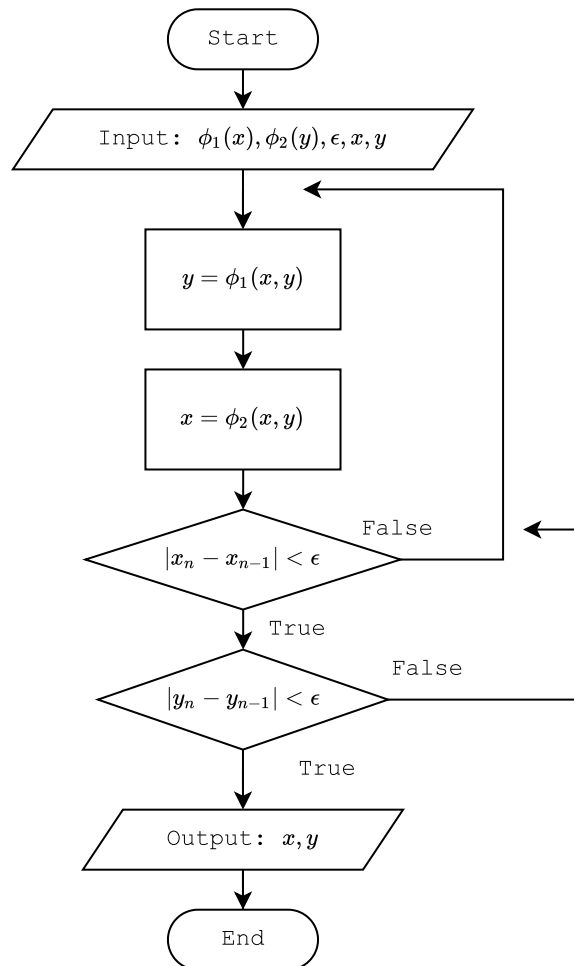 Start
Input: ϕ₁(x), ϕ₂(y), ϵ, x, y
y = ϕ₁(x, y)
x = ϕ₂(x, y)
|xₙ − xₙ₋₁| < ϵ
False
True
|yₙ − yₙ₋₁| < ϵ
False
True
Output: x, y
End